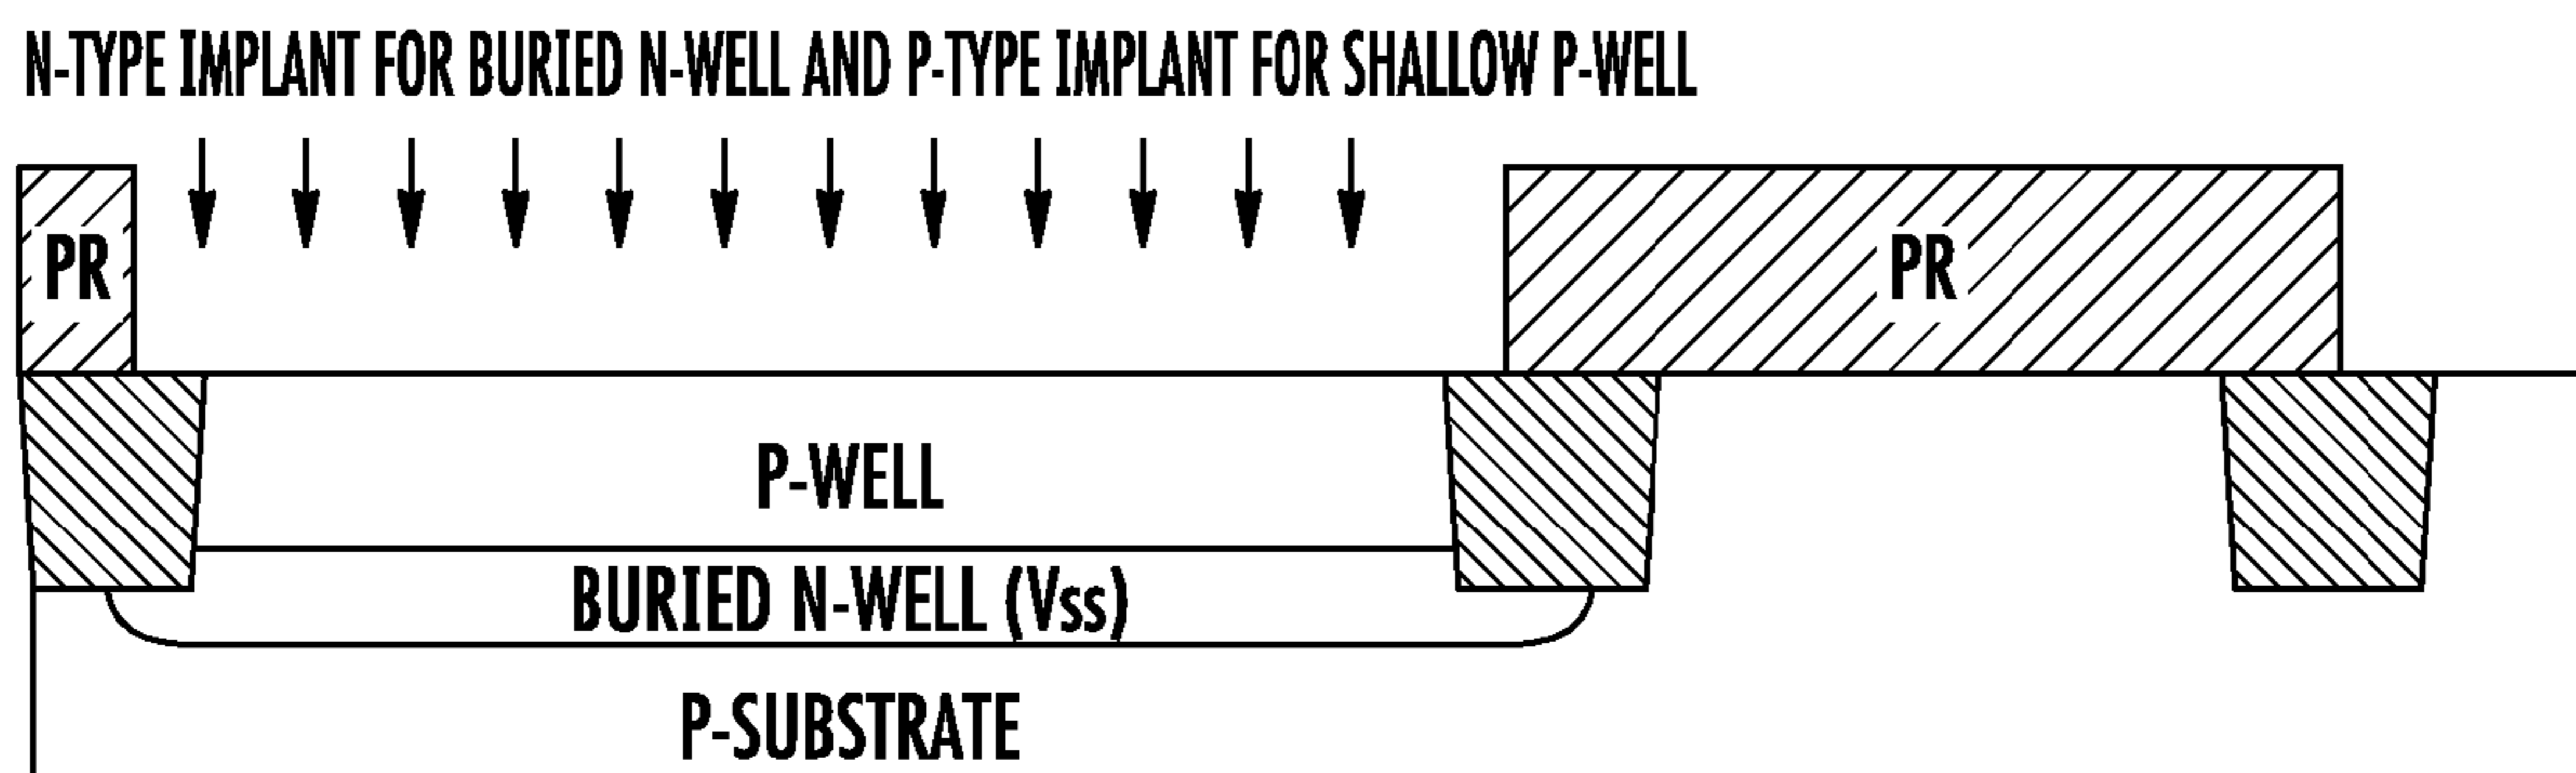 N-TYPE IMPLANT FOR BURIED N-WELL AND P-TYPE IMPLANT FOR SHALLOW P-WELL
PR
PR
P-WELL
BURIED N-WELL (Vss)
P-SUBSTRATE